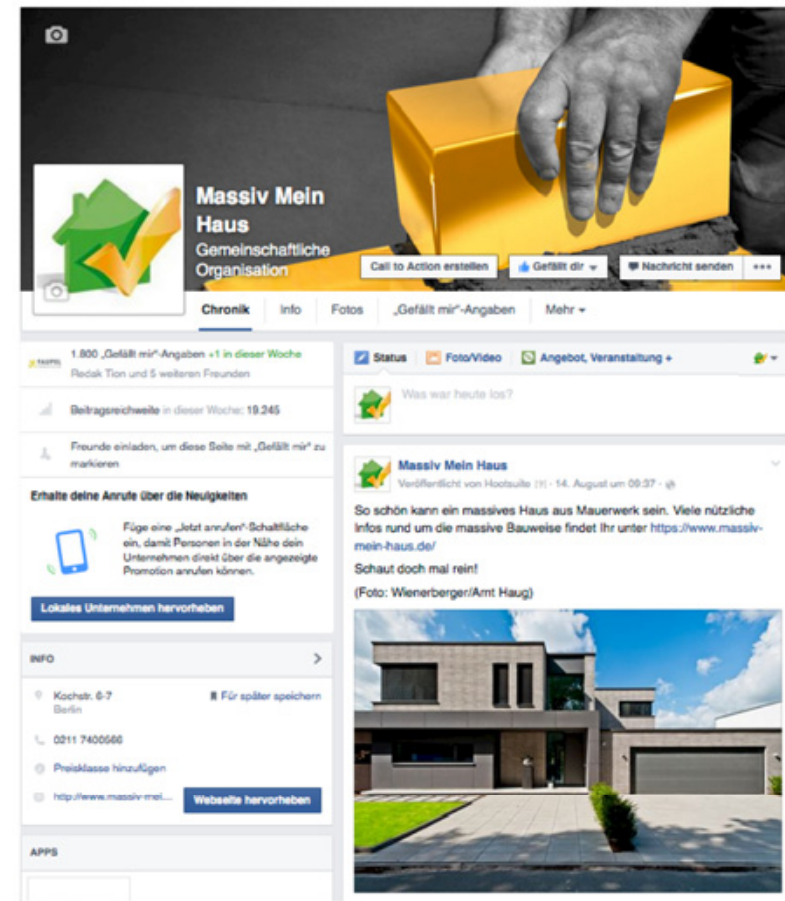 Massiv Mein
Haus
Gemeinschaftliche
Organisation
Call to Action erstellen
Gefällt dir
Nachricht senden
Chronik
Info
Fotos
„Gefällt mir“-Angaben
Mehr
1.800 „Gefällt mir“-Angaben +1 in dieser Woche
Redak Tion und 5 weiteren Freunden
Beitragsreichweite in dieser Woche: 19.245
Freunde einladen, um diese Seite mit „Gefällt mir“ zu
markieren
Erhalte deine Anrufe über die Neuigkeiten
Füge eine „Jetzt anrufen“-Schaltfläche
ein, damit Personen in der Nähe dein
Unternehmen direkt über die angezeigte
Promotion anrufen können.
Lokales Unternehmen hervorheben
INFO
Kochstr. 6-7
Berlin
Für später speichern
0211 7400566
Preisklasse hinzufügen
http://www.massiv-mei...
Webseite hervorheben
APPS
Status
Foto/Video
Angebot, Veranstaltung +
Was war heute los?
Massiv Mein Haus
Veröffentlicht von Hootsuite [?] · 14. August um 09:37 ·
So schön kann ein massives Haus aus Mauerwerk sein. Viele nützliche
Infos rund um die massive Bauweise findet Ihr unter https://www.massiv-
mein-haus.de/
Schaut doch mal rein!
(Foto: Wienerberger/Arnt Haug)